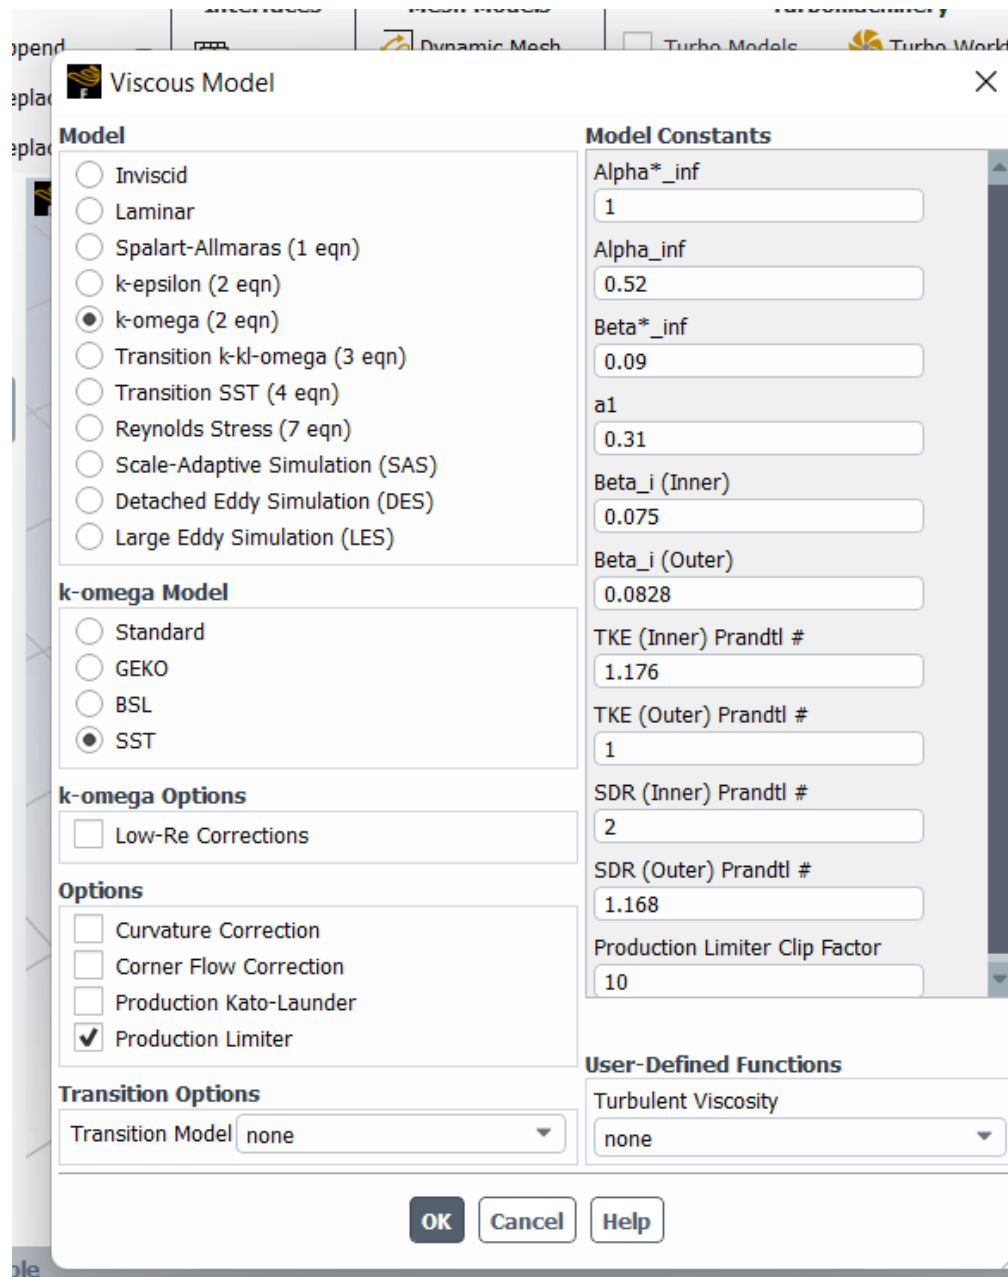 Interfaces
Mesh Models
Turbomachinery
Dynamic Mesh
Turbo Models
Turbo Work
Viscous Model
Model
Inviscid
Laminar
Spalart-Allmaras (1 eqn)
k-epsilon (2 eqn)
k-omega (2 eqn)
Transition k-kl-omega (3 eqn)
Transition SST (4 eqn)
Reynolds Stress (7 eqn)
Scale-Adaptive Simulation (SAS)
Detached Eddy Simulation (DES)
Large Eddy Simulation (LES)
k-omega Model
Standard
GEKO
BSL
SST
k-omega Options
Low-Re Corrections
Options
Curvature Correction
Corner Flow Correction
Production Kato-Launder
Production Limiter
Transition Options
Transition Model none
Model Constants
Alpha*_inf
1
Alpha_inf
0.52
Beta*_inf
0.09
a1
0.31
Beta_i (Inner)
0.075
Beta_i (Outer)
0.0828
TKE (Inner) Prandtl #
1.176
TKE (Outer) Prandtl #
1
SDR (Inner) Prandtl #
2
SDR (Outer) Prandtl #
1.168
Production Limiter Clip Factor
10
User-Defined Functions
Turbulent Viscosity
none
OK
Cancel
Help